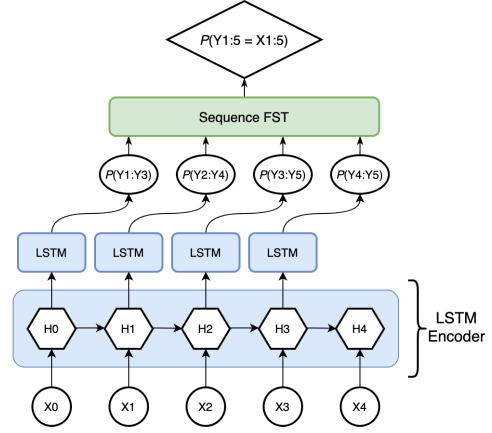 P(Y1:5 = X1:5)
Sequence FST
P(Y1:Y3) P(Y2:Y4) P(Y3:Y5) P(Y4:Y5)
LSTM LSTM LSTM LSTM
H0 H1 H2 H3 H4
LSTM
Encoder
X0 X1 X2 X3 X4